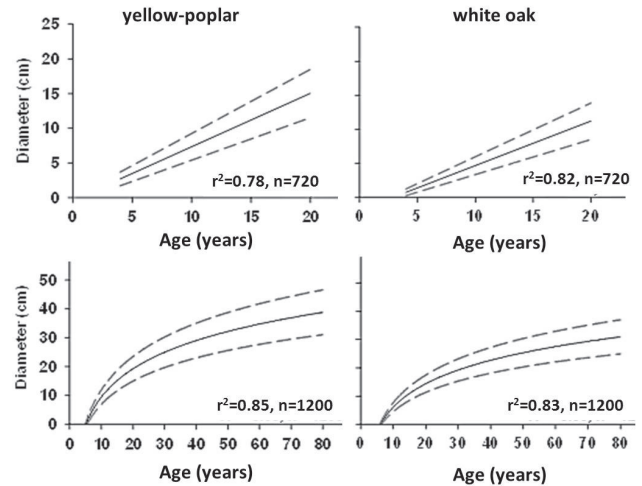 yellow-poplar white oak
25
20
15
10
5
0
Diameter (cm)
r²=0.78, n=720
r²=0.82, n=720
0 5 10 15 20
0 5 10 15 20
Age (years) Age (years)
50
40
30
20
10
0
Diameter (cm)
r²=0.85, n=1200
r²=0.83, n=1200
0 10 20 30 40 50 60 70 80
0 10 20 30 40 50 60 70 80
Age (years) Age (years)